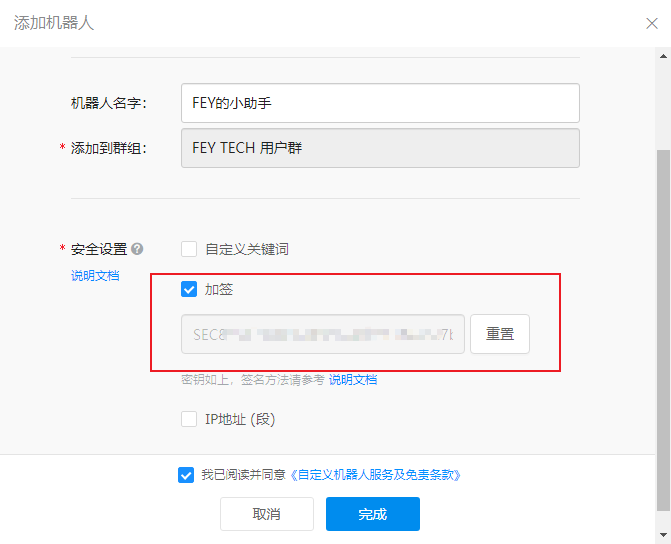 添加机器人
机器人名字：
FEY的小助手
* 添加到群组：
FEY TECH 用户群
* 安全设置
自定义关键词
说明文档
加签
重置
密钥如上，签名方法请参考 说明文档
IP地址 (段)
我已阅读并同意《自定义机器人服务及免责条款》
取消
完成